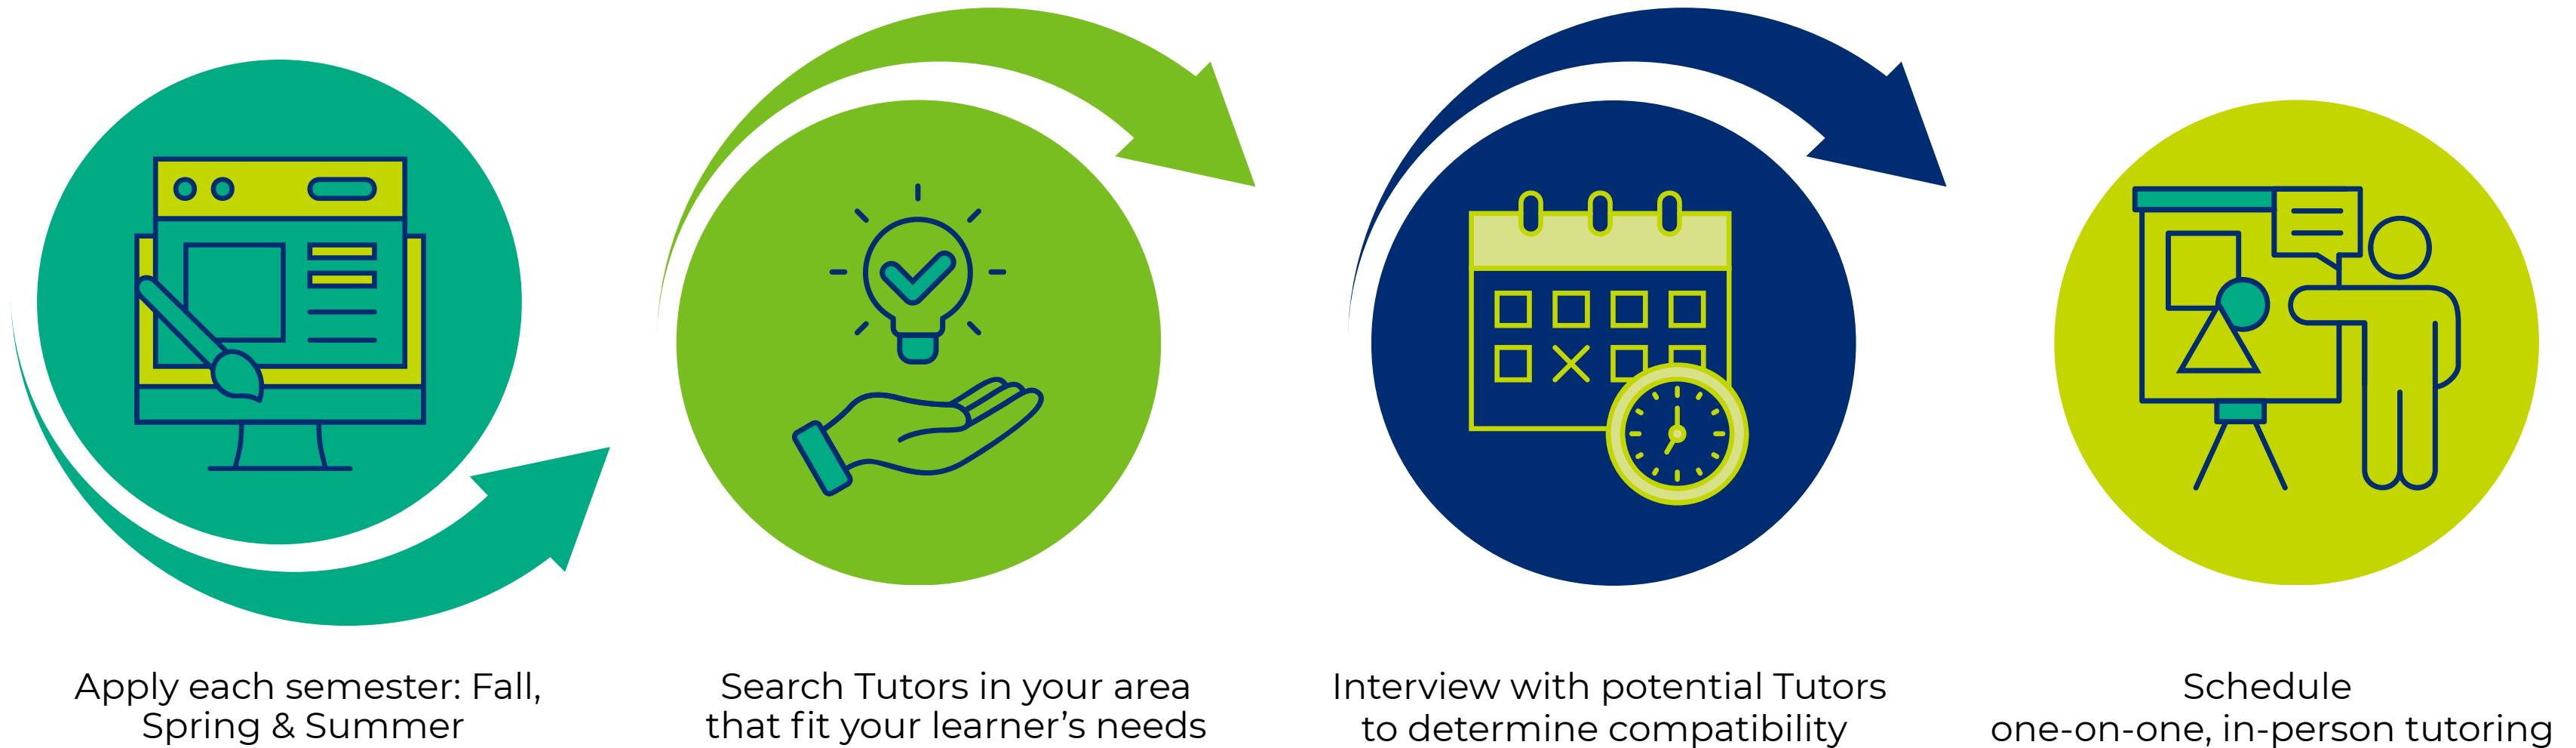 Apply each semester: Fall,
Spring & Summer
Search Tutors in your area
that fit your learner’s needs
Interview with potential Tutors
to determine compatibility
Schedule
one-on-one, in-person tutoring